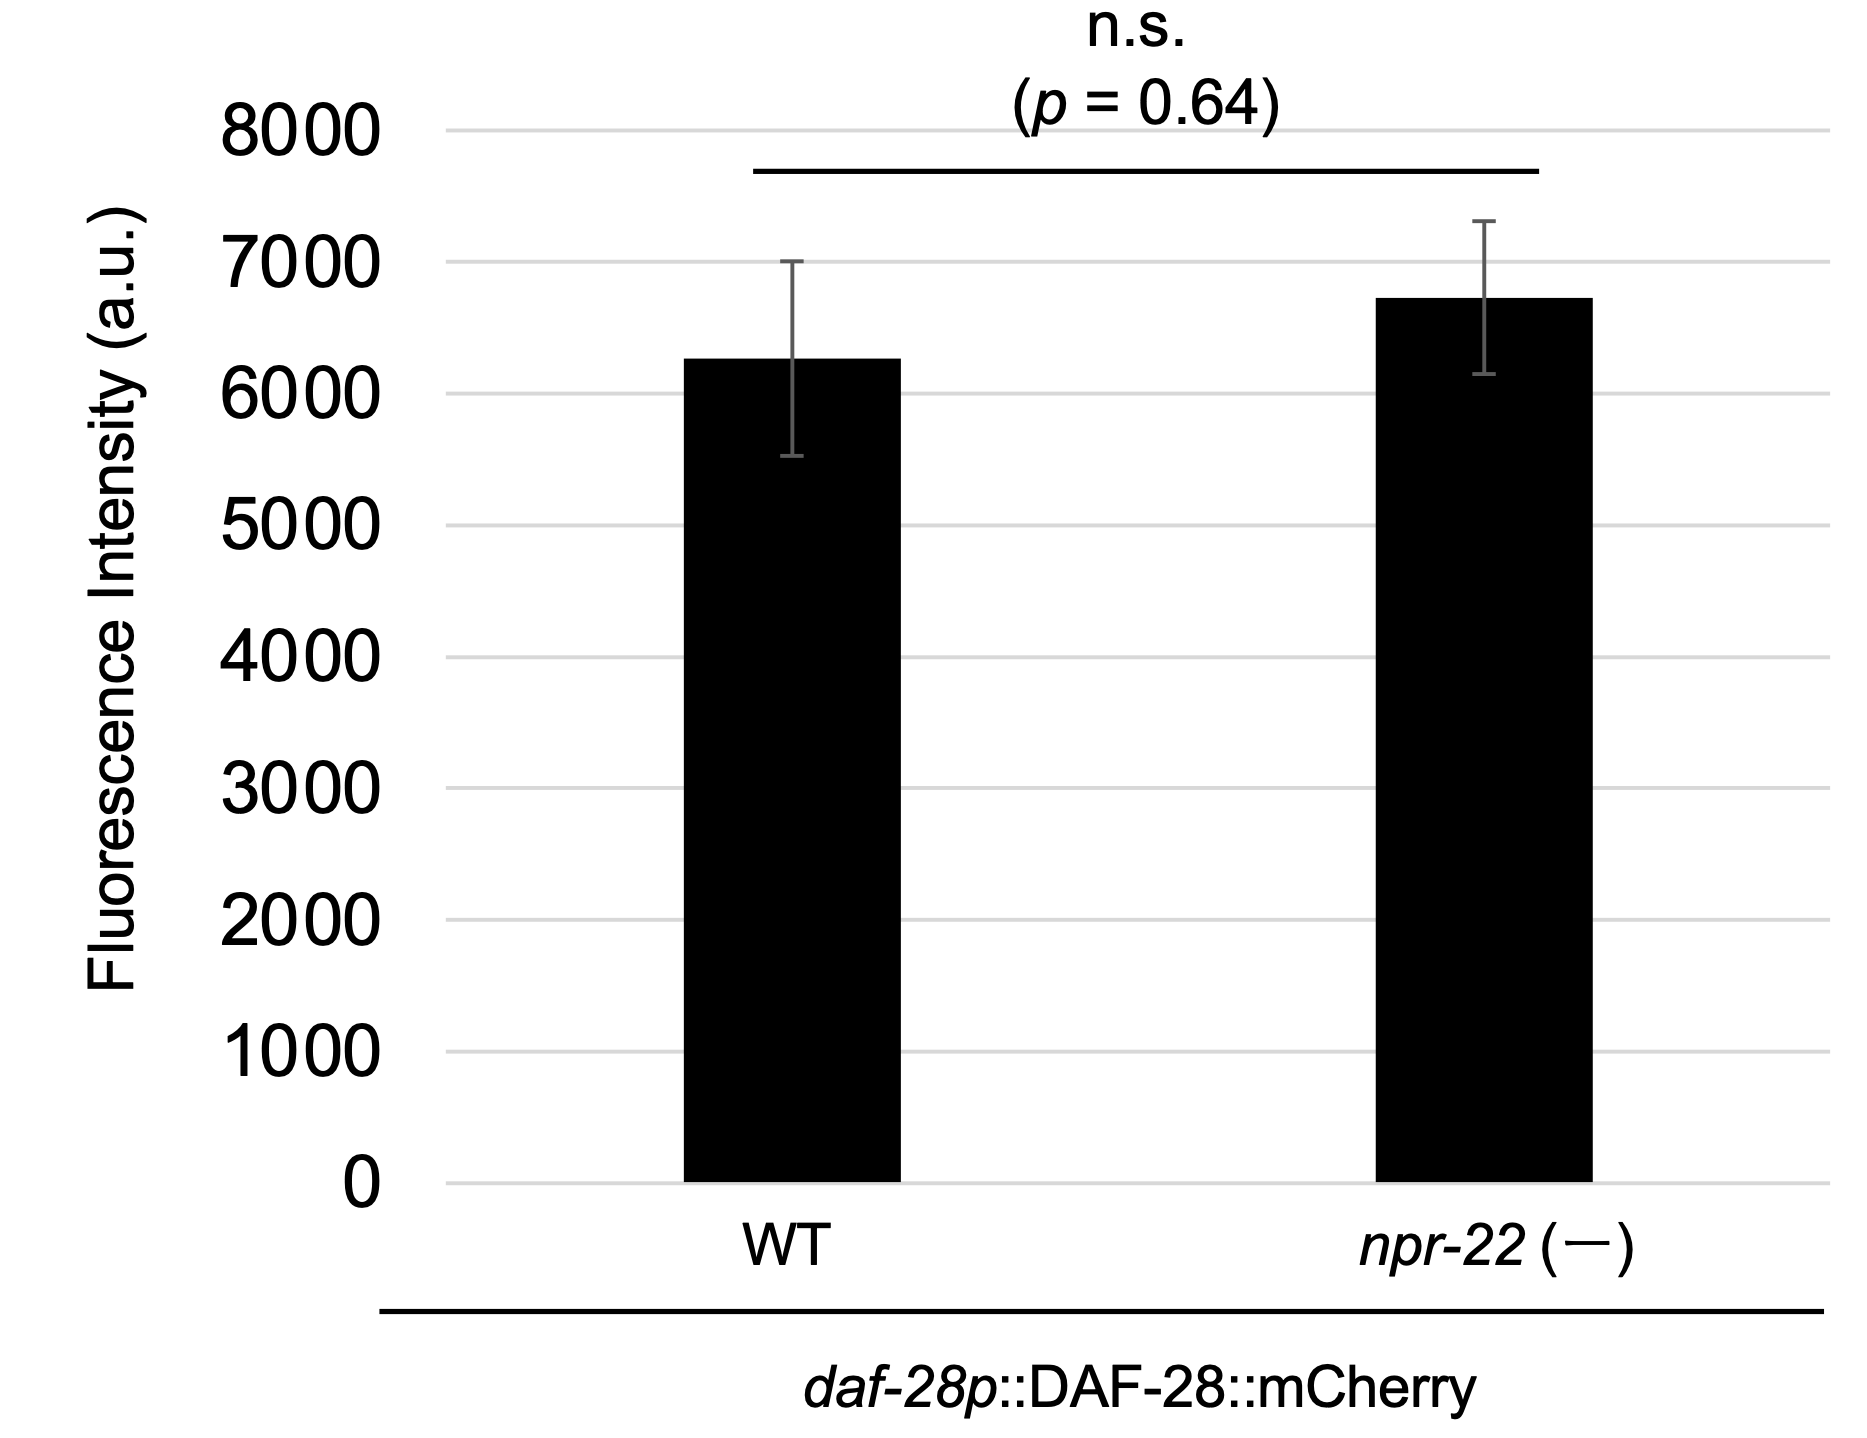 n.s.
(p = 0.64)
8000
7000
6000
5000
4000
3000
2000
1000
0
Fluorescence Intensity (a.u.)
WT
npr-22 (—)
daf-28p::DAF-28::mCherry